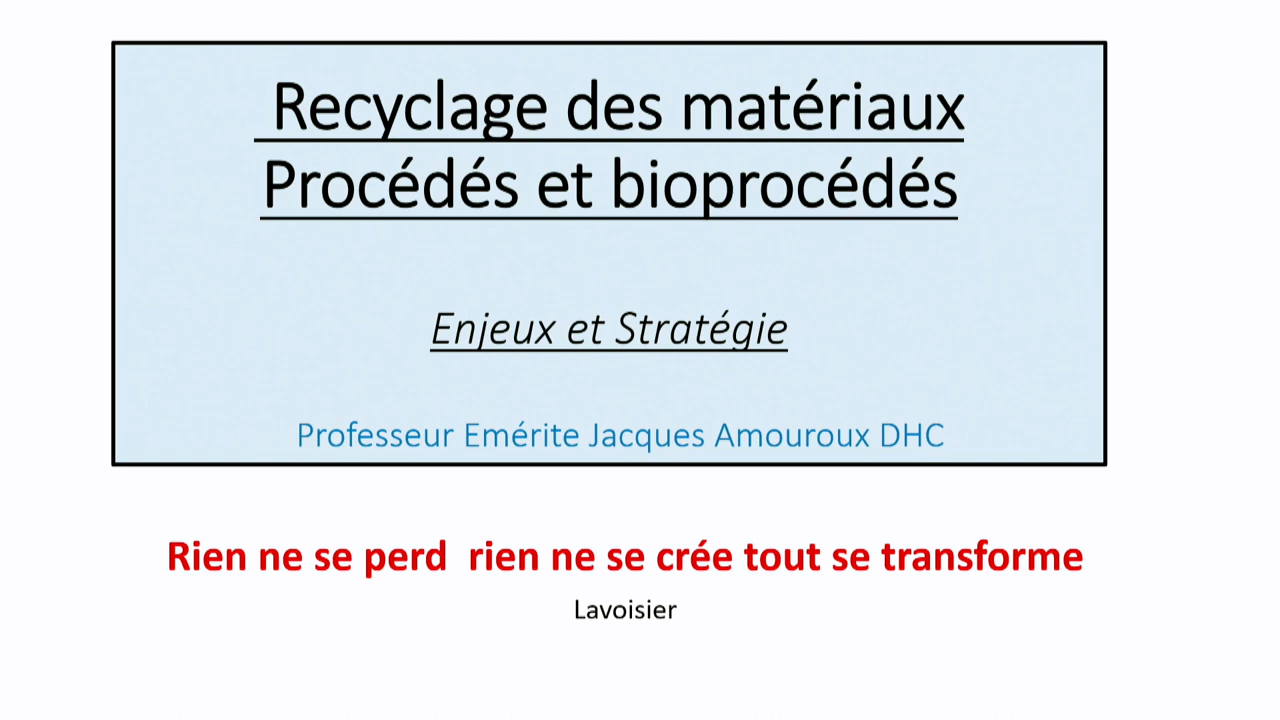 Recyclage des matériaux
Procédés et bioprocédés
Enjeux et Stratégie
Professeur Emérite Jacques Amouroux DHC
Rien ne se perd rien ne se crée tout se transforme
Lavoisier